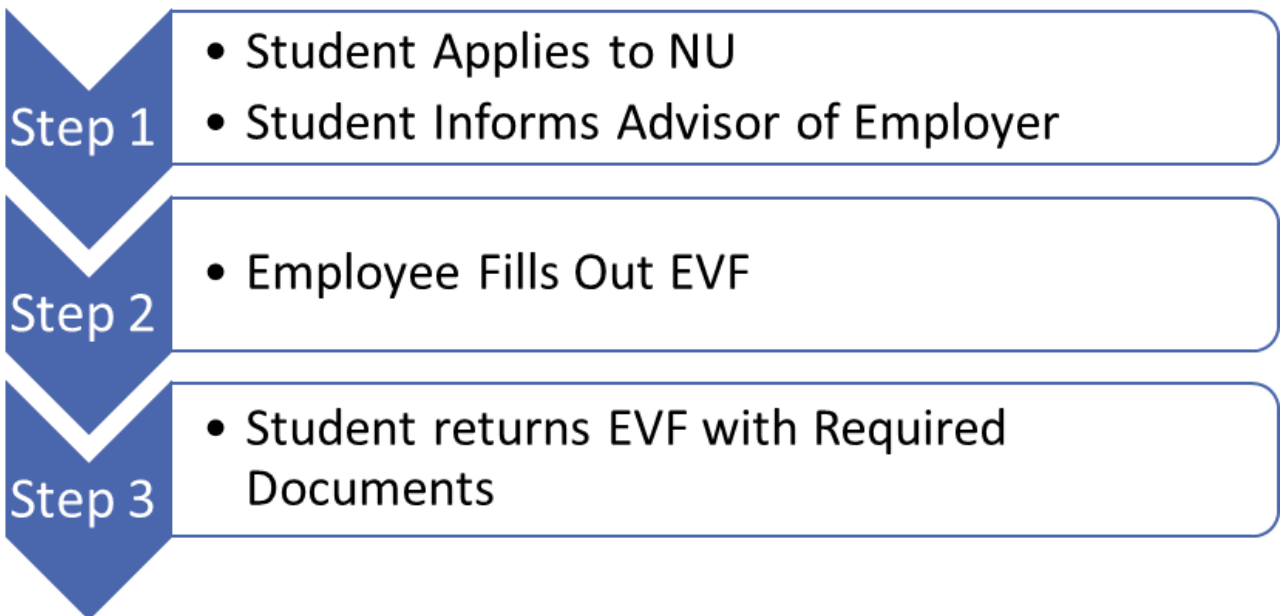 Step 1
• Student Applies to NU
• Student Informs Advisor of Employer
Step 2
• Employee Fills Out EVF
Step 3
• Student returns EVF with Required
Documents